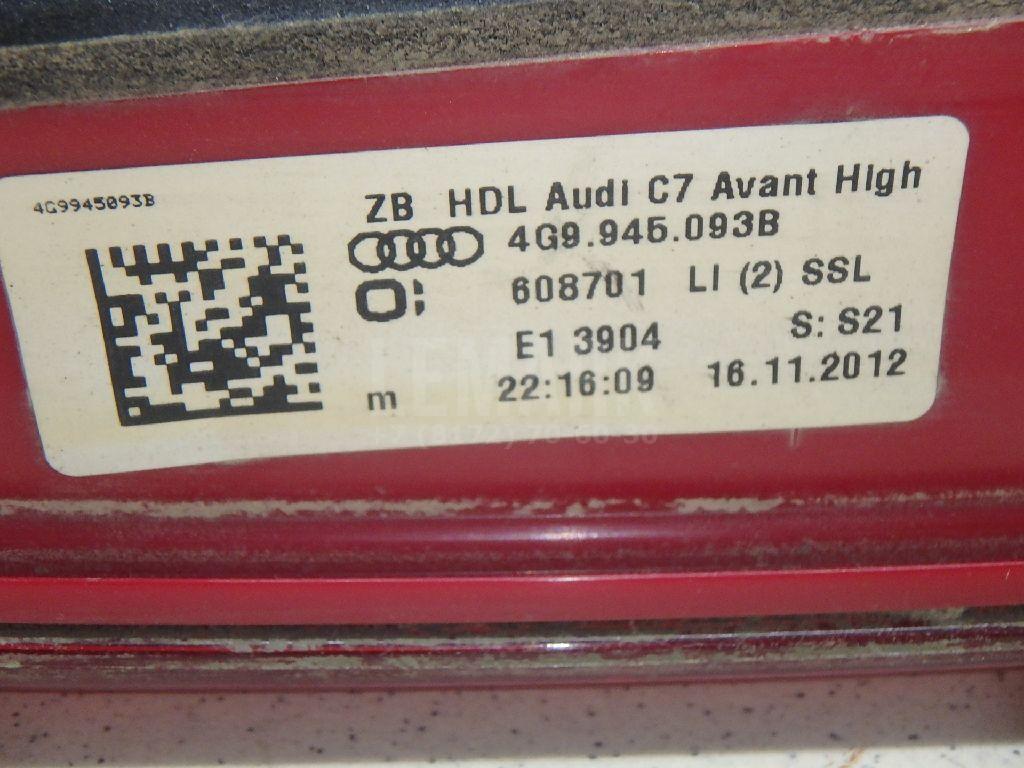 4G9945093B
ZB HDL Audi C7 Avant High
4G9.945.093B
608701 LI (2) SSL
E1 3904 S: S21
m 22:16:09 16.11.2012